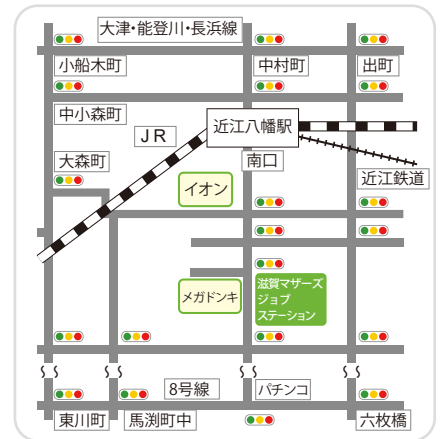 大津・能登川・長浜線
小船木町
中村町
出町
中小森町
近江八幡駅
JR
大森町
南口
近江鉄道
イオン
メガドンキ
滋賀マザーズ
ジョブ
ステーション
8号線
パチンコ
東川町
馬渕町中
六枚橋